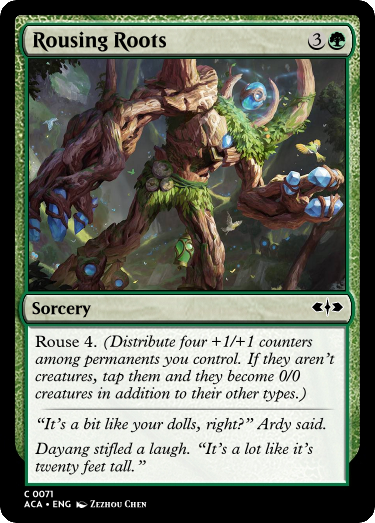 Rousing Roots 3
Sorcery
Rouse 4. (Distribute four +1/+1 counters
among permanents you control. If they aren't
creatures, tap them and they become 0/0
creatures in addition to their other types.)
"It's a bit like your dolls, right?" Ardy said.
Dayang stifled a laugh. "It's a lot like it's
twenty feet tall."
C 0071
ACA • ENG Zezhou Chen